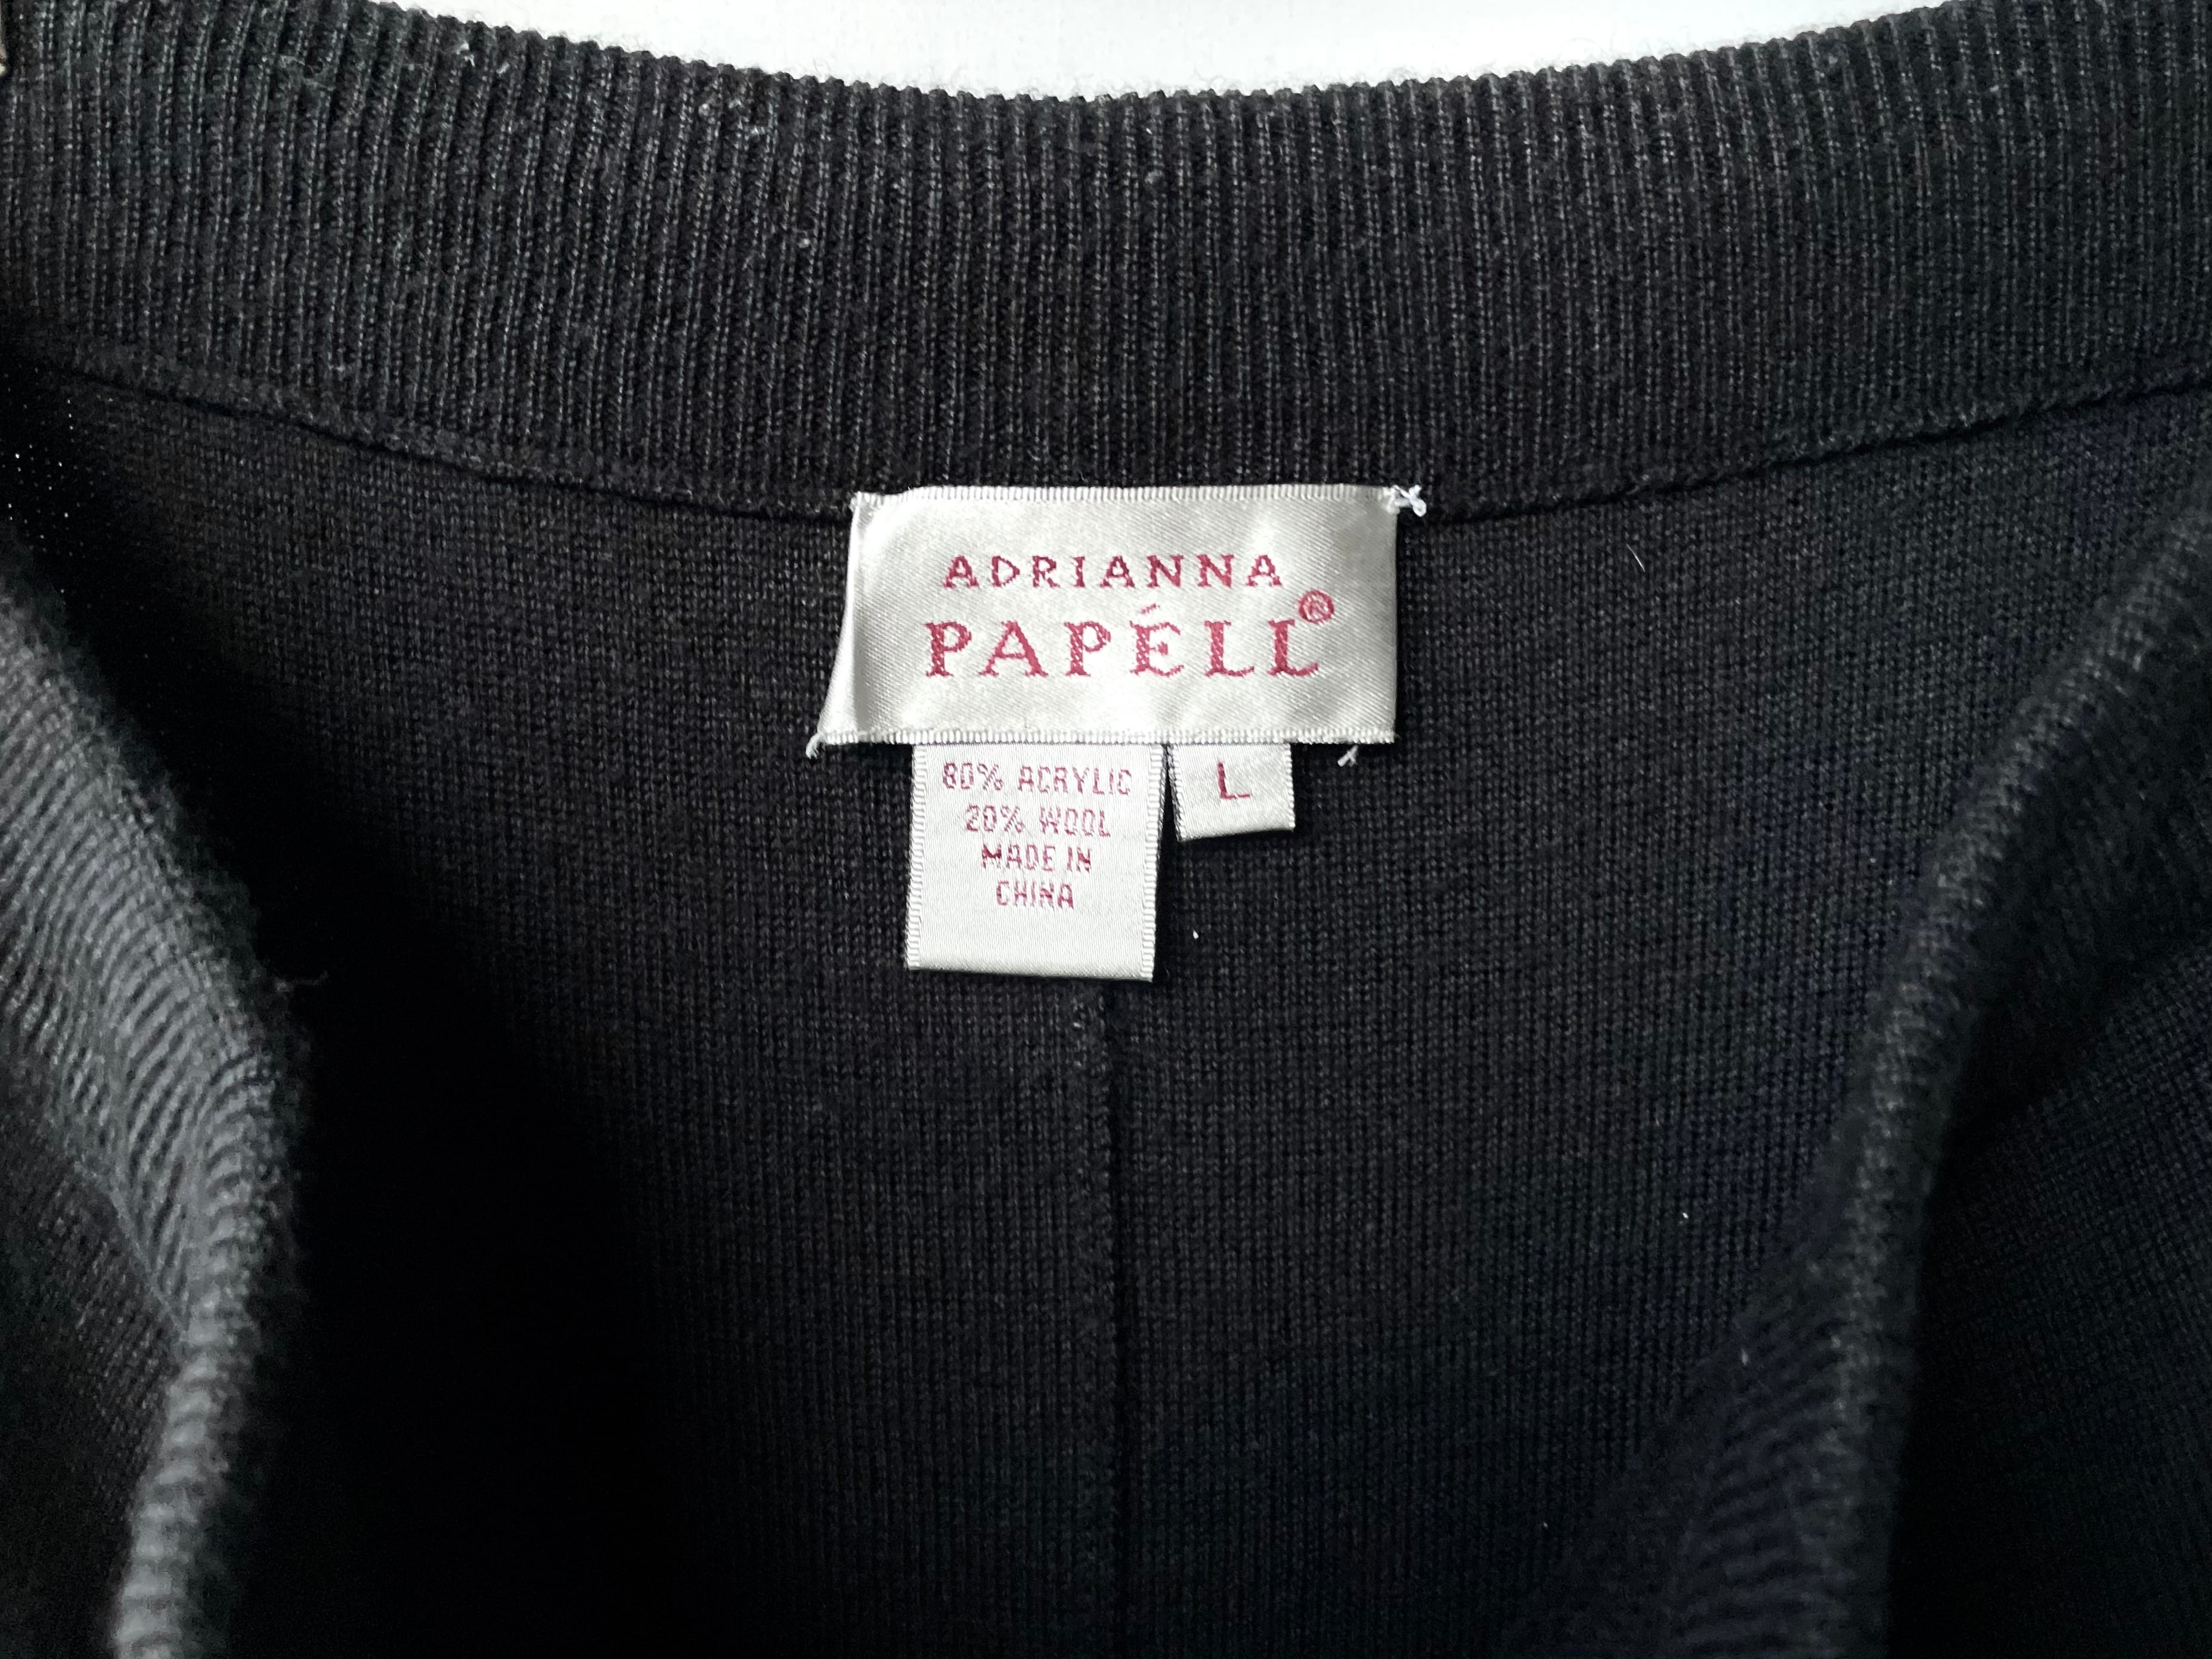 ADRIANNA
PAPÉLL®
80% ACRYLIC
20% WOOL
MADE IN
CHINA
L